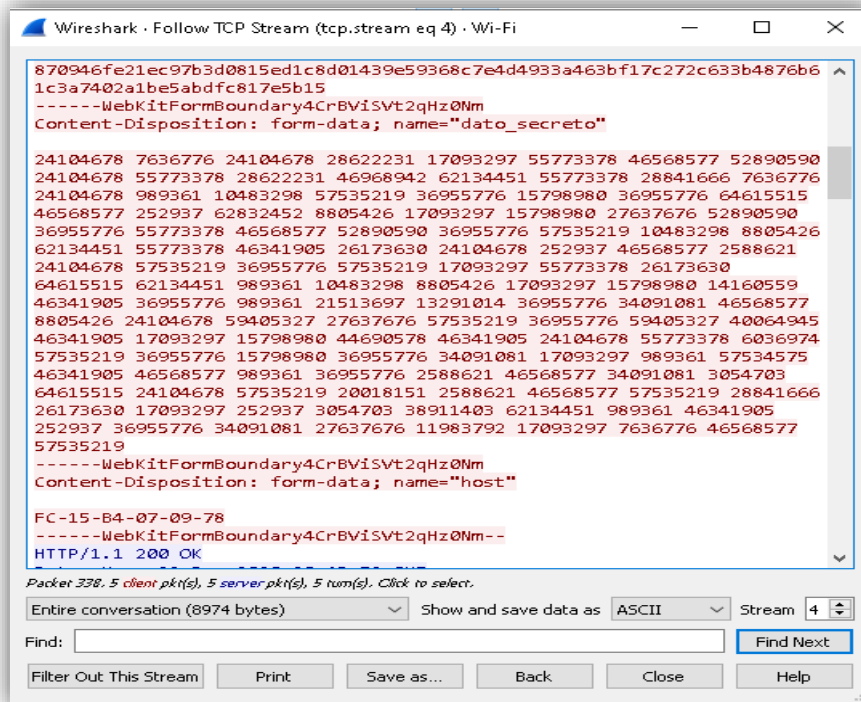 Wireshark · Follow TCP Stream (tcp.stream eq 4) · Wi-Fi
870946fe21ec97b3d0815ed1c8d01439e59368c7e4d4933a463bf17c272c633b4876b6
1c3a7402a1be5abdfc817e5b15
------WebKitFormBoundary4CrBViSVt2qHz0Nm
Content-Disposition: form-data; name="dato_secreto"
24104678 7636776 24104678 28622231 17093297 55773378 46568577 52890590
24104678 55773378 28622231 46968942 62134451 55773378 28841666 7636776
24104678 989361 10483298 57535219 36955776 15798980 36955776 64615515
46568577 252937 62832452 8805426 17093297 15798980 27637676 52890590
36955776 55773378 46568577 52890590 36955776 57535219 10483298 8805426
62134451 55773378 46341905 26173630 24104678 252937 46568577 2588621
24104678 57535219 36955776 57535219 17093297 55773378 26173630
64615515 62134451 989361 10483298 8805426 17093297 15798980 14160559
46341905 36955776 989361 21513697 13291014 36955776 34091081 46568577
8805426 24104678 59405327 27637676 57535219 36955776 59405327 40064945
46341905 17093297 15798980 44690578 46341905 24104678 55773378 6036974
57535219 36955776 15798980 36955776 34091081 17093297 989361 57534575
46341905 46568577 989361 36955776 2588621 46568577 34091081 3054703
64615515 24104678 57535219 20018151 2588621 46568577 57535219 28841666
26173630 17093297 252937 3054703 38911403 62134451 989361 46341905
252937 36955776 34091081 27637676 11983792 17093297 7636776 46568577
57535219
------WebKitFormBoundary4CrBViSVt2qHz0Nm
Content-Disposition: form-data; name="host"
FC-15-B4-07-09-78
------WebKitFormBoundary4CrBViSVt2qHz0Nm--
HTTP/1.1 200 OK
Packet 338. 5 client pkt(s), 5 server pkt(s), 5 turn(s). Click to select.
Entire conversation (8974 bytes) Show and save data as ASCII Stream 4
Find: Find Next
Filter Out This Stream Print Save as... Back Close Help